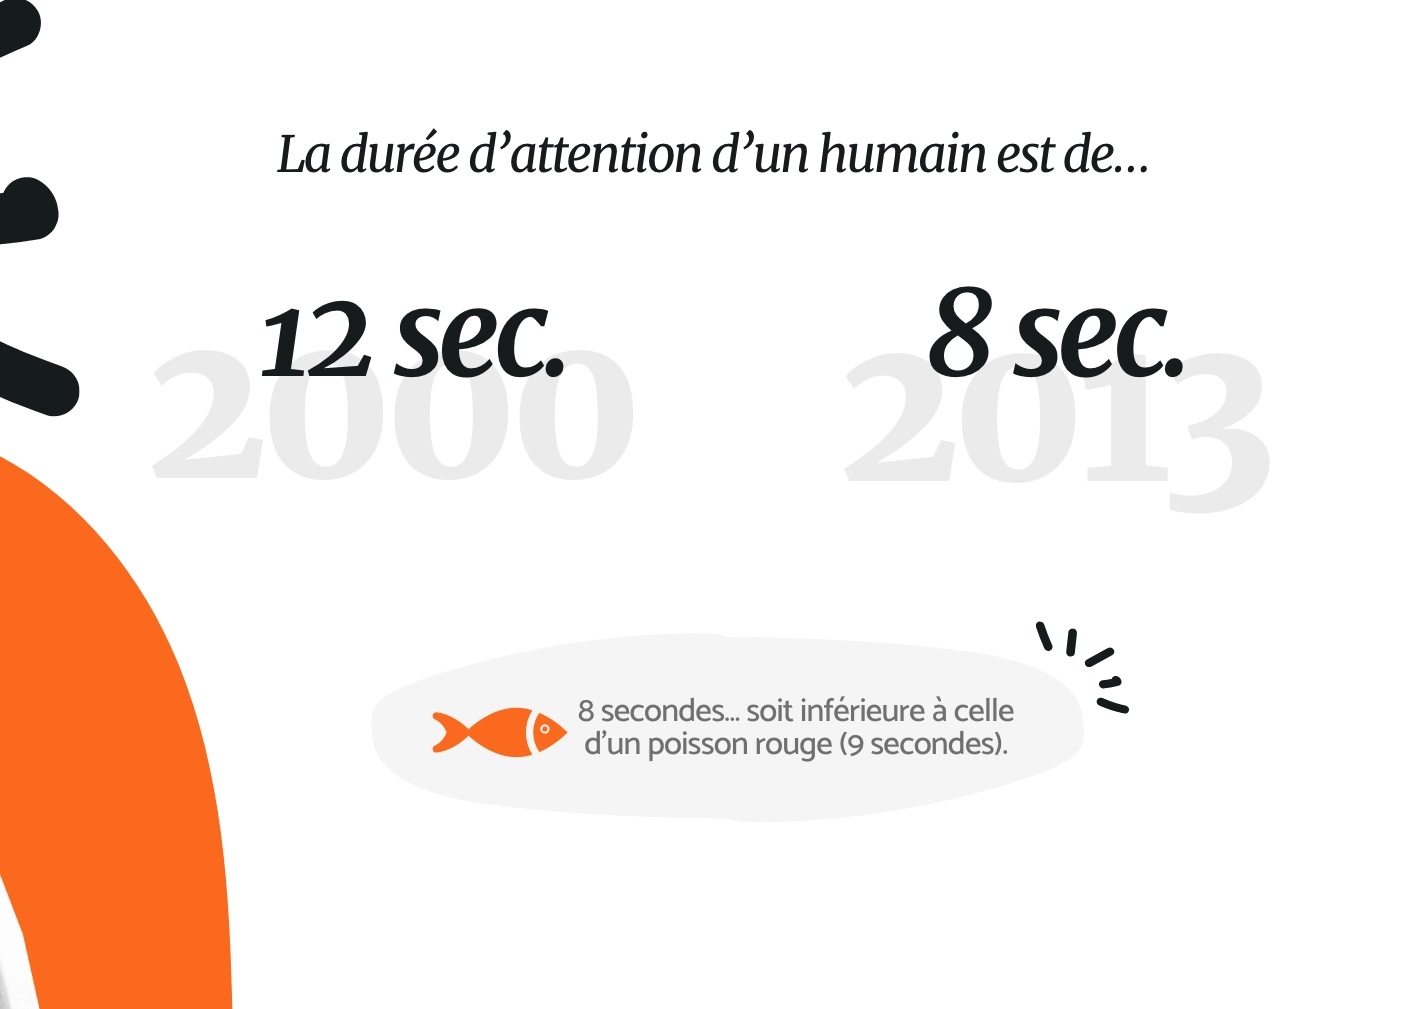 La durée d’attention d’un humain est de...
12 sec.
2000
8 sec.
2013
8 secondes... soit inférieure à celle
d’un poisson rouge (9 secondes).